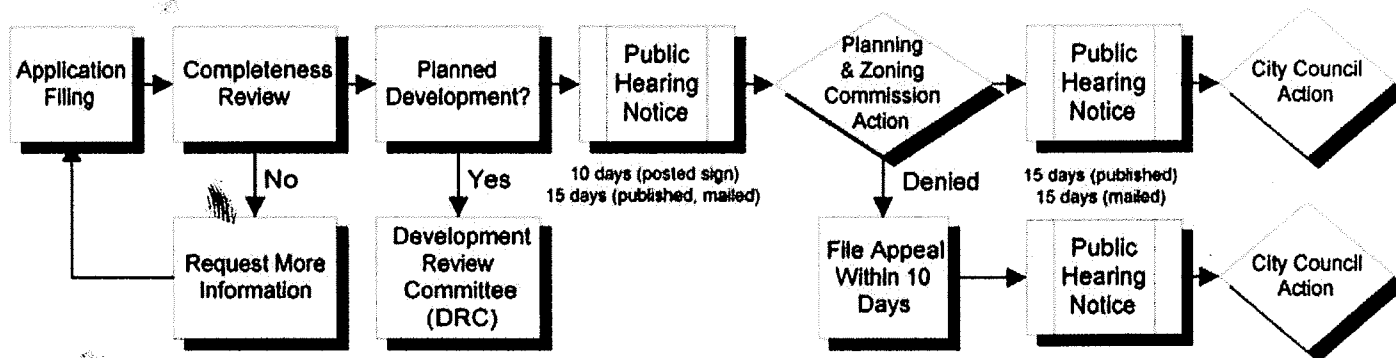 Application
Filing
Completeness
Review
Planned
Development?
Public
Hearing
Notice
Planning
& Zoning
Commission
Action
Public
Hearing
Notice
City Council
Action
No
Yes
10 days (posted sign)
15 days (published, mailed)
Denied
15 days (published)
15 days (mailed)
Request More
Information
Development
Review
Committee
(DRC)
File Appeal
Within 10
Days
Public
Hearing
Notice
City Council
Action